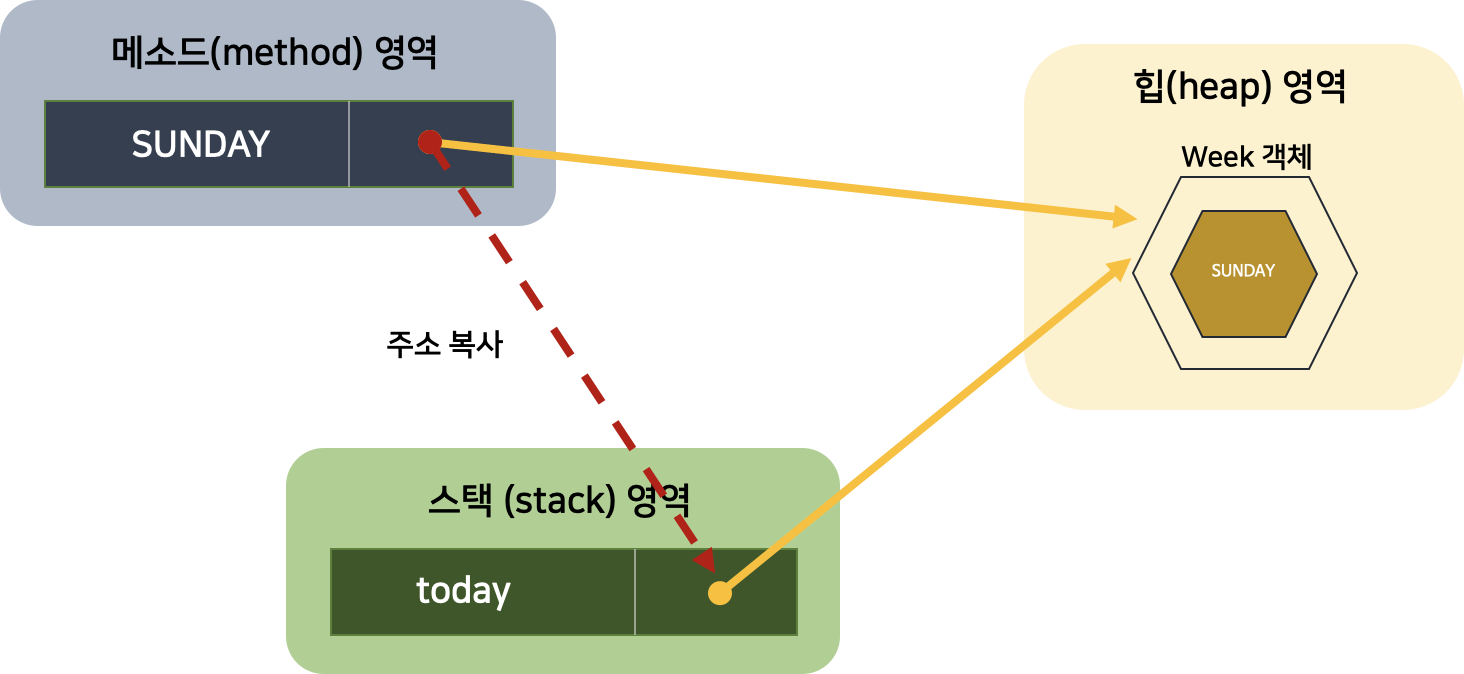 메소드(method) 영역
SUNDAY
힙(heap) 영역
Week 객체
SUNDAY
주소 복사
스택 (stack) 영역
today